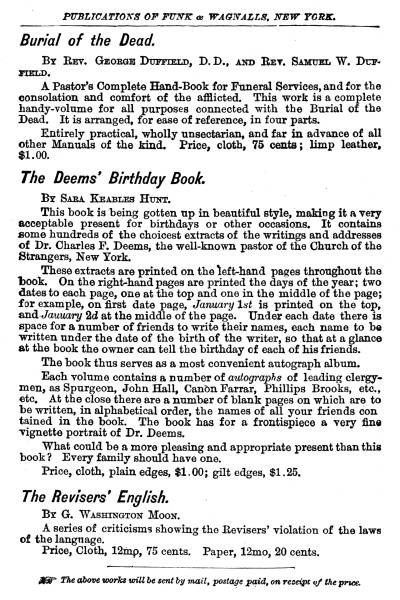 PUBLICATIONS OF FUNK & WAGNALLS, NEW YORK.
Burial of the Dead.
By Rev. George Duffield, D. D., and Rev. Samuel W. Duf-
field.
A Pastor's Complete Hand-Book for Funeral Services, and for the
consolation and comfort of the afflicted. This work is a complete
handy-volume for all purposes connected with the Burial of the
Dead. It is arranged, for ease of reference, in four parts.
Entirely practical, wholly unsectarian, and far in advance of all
other Manuals of the kind. Price, cloth, 75 cents; limp leather,
$1.00.
The Deems' Birthday Book.
By Sara Keables Hunt.
This book is being gotten up in beautiful style, making it a very
acceptable present for birthdays or other occasions. It contains
some hundreds of the choicest extracts of the writings and addresses
of Dr. Charles F. Deems, the well-known pastor of the Church of the
Strangers, New York.
These extracts are printed on the left-hand pages throughout the
book. On the right-hand pages are printed the days of the year; two
dates to each page, one at the top and one in the middle of the page;
for example, on first date page, January 1st is printed on the top,
and January 2d at the middle of the page. Under each date there is
space for a number of friends to write their names, each name to be
written under the date of the birth of the writer, so that at a glance
at the book the owner can tell the birthday of each of his friends.
The book thus serves as a most convenient autograph album.
Each volume contains a number of autographs of leading clergy-
men, as Spurgeon, John Hall, Canon Farrar, Phillips Brooks, etc.,
etc. At the close there are a number of blank pages on which are to
be written, in alphabetical order, the names of all your friends con
tained in the book. The book has for a frontispiece a very fine
vignette portrait of Dr. Deems.
What could be a more pleasing and appropriate present than this
book? Every family should have one.
Price, cloth, plain edges, $1.00; gilt edges, $1.25.
The Revisers' English.
By G. Washington Moon.
A series of criticisms showing the Revisers' violation of the laws
of the language.
Price, Cloth, 12mo, 75 cents. Paper, 12mo, 20 cents.
☞ The above works will be sent by mail, postage paid, on receipt of the price.